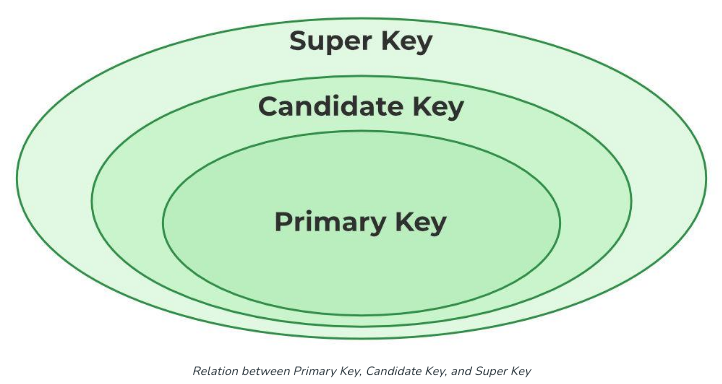 Super Key
Candidate Key
Primary Key
Relation between Primary Key, Candidate Key, and Super Key